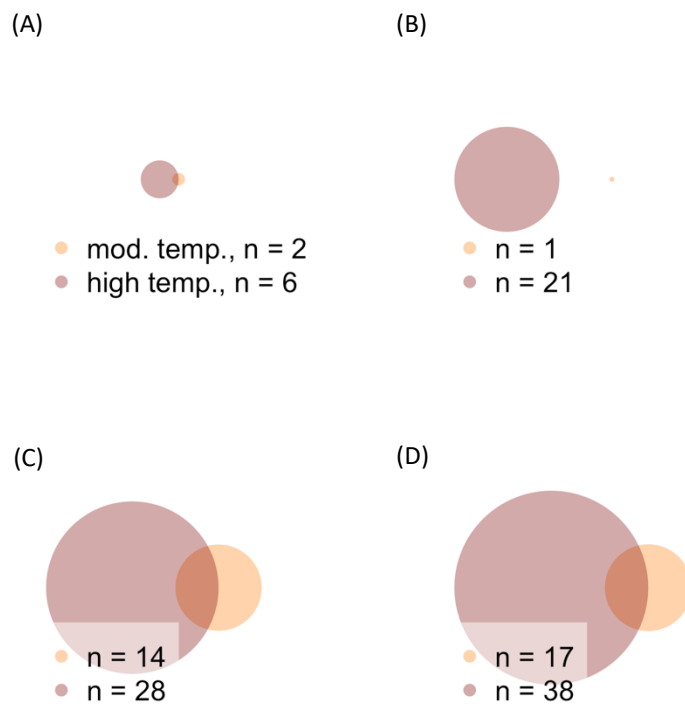 (A)
(B)
mod. temp., n = 2
high temp., n = 6
n = 1
n = 21
(C)
(D)
n = 14
n = 28
n = 17
n = 38